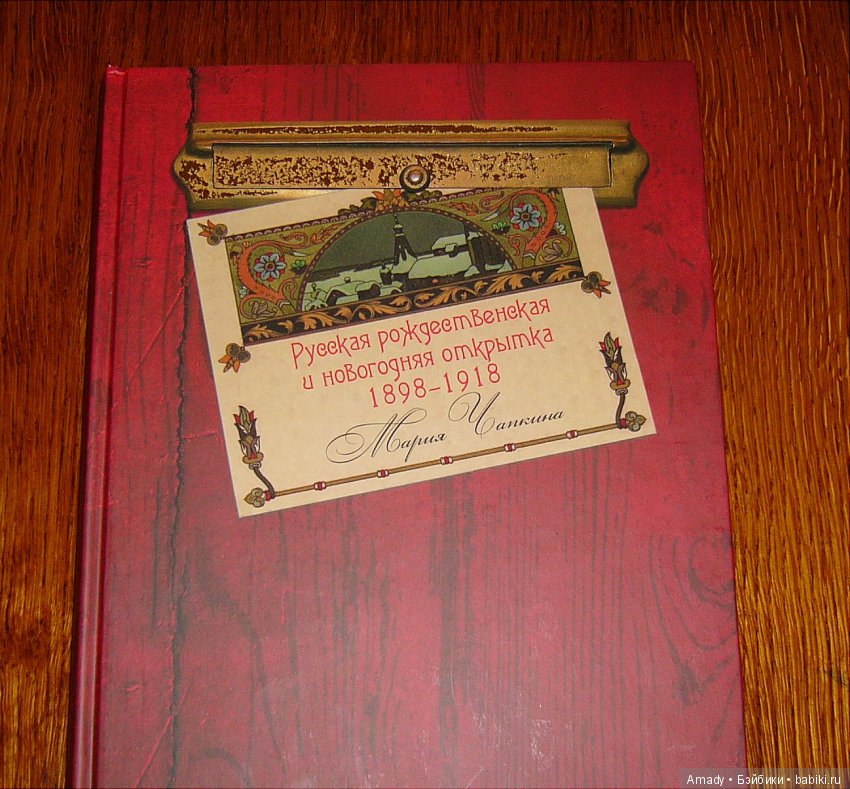 Русская рождественская
и новогодняя открытка
1898–1918
Мария Чапкина
Amady • Бэйбики • babiki.ru